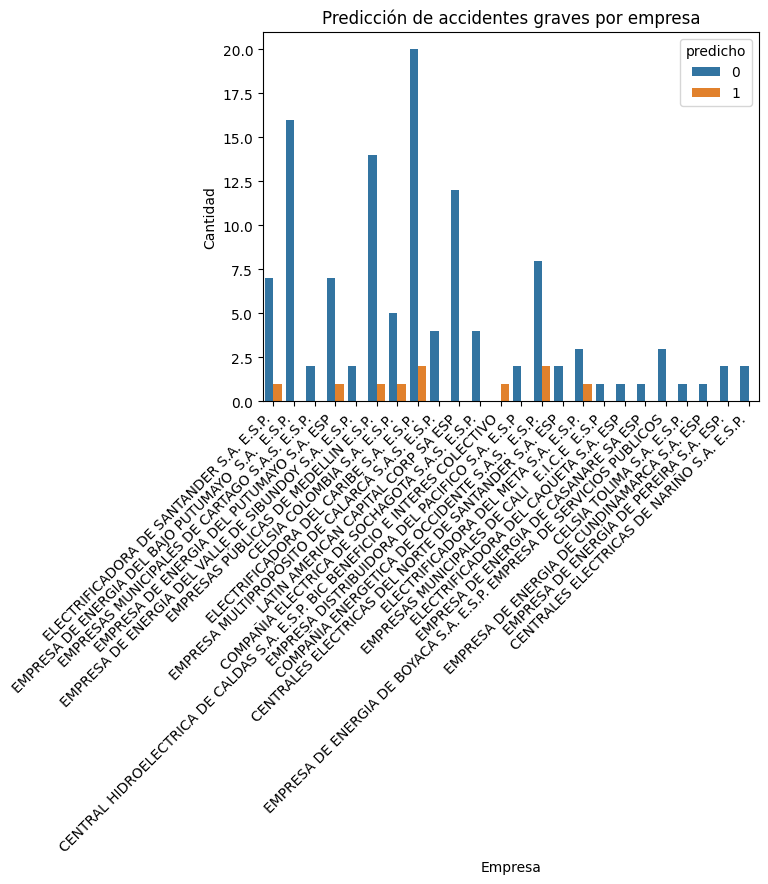 Predicción de accidentes graves por empresa
predicho
0
1
20.0
17.5
15.0
12.5
10.0
7.5
5.0
2.5
0.0
Cantidad
ELECTRIFICADORA DE SANTANDER S.A. E.S.P.
EMPRESA DE ENERGIA DEL BAJO PUTUMAYO  S.A. E.S.P.
EMPRESAS MUNICIPALES DE CARTAGO S.A.S. E.S.P.
EMPRESA DE ENERGIA DEL PUTUMAYO S.A. ESP
EMPRESA DE ENERGIA DEL VALLE DE SIBUNDOY S.A. E.S.P.
EMPRESAS PUBLICAS DE MEDELLIN E.S.P.
CELSIA COLOMBIA S.A. E.S.P.
ELECTRIFICADORA DEL CARIBE S.A. E.S.P.
EMPRESA MULTIPROPOSITO DE CALARCA S.A.S. E.S.P.
LATIN AMERICAN CAPITAL CORP SA ESP
COMPAÑIA ELECTRICA DE SOCHAGOTA S.A.S. E.S.P.
CENTRAL HIDROELECTRICA DE CALDAS S.A. E.S.P. BIC BENEFICIO E INTERES COLECTIVO
EMPRESA DISTRIBUIDORA DEL PACIFICO S.A. E.S.P
COMPAÑIA ENERGETICA DE OCCIDENTE S.A.S.  E.S.P.
CENTRALES ELECTRICAS DEL NORTE DE SANTANDER S.A. ESP
ELECTRIFICADORA DEL META S.A. E.S.P.
EMPRESAS MUNICIPALES DE CALI   E.I.C.E  E.S.P
ELECTRIFICADORA DEL CAQUETA S.A. ESP
EMPRESA DE ENERGIA DE CASANARE SA ESP
EMPRESA DE ENERGIA DE BOYACA S.A. E.S.P. EMPRESA DE SERVICIOS PUBLICOS
CELSIA TOLIMA S.A. E.S.P.
EMPRESA DE ENERGIA DE CUNDINAMARCA S.A. ESP
EMPRESA DE ENERGIA DE PEREIRA S.A. ESP.
CENTRALES ELECTRICAS DE NARIÑO S.A. E.S.P.
Empresa